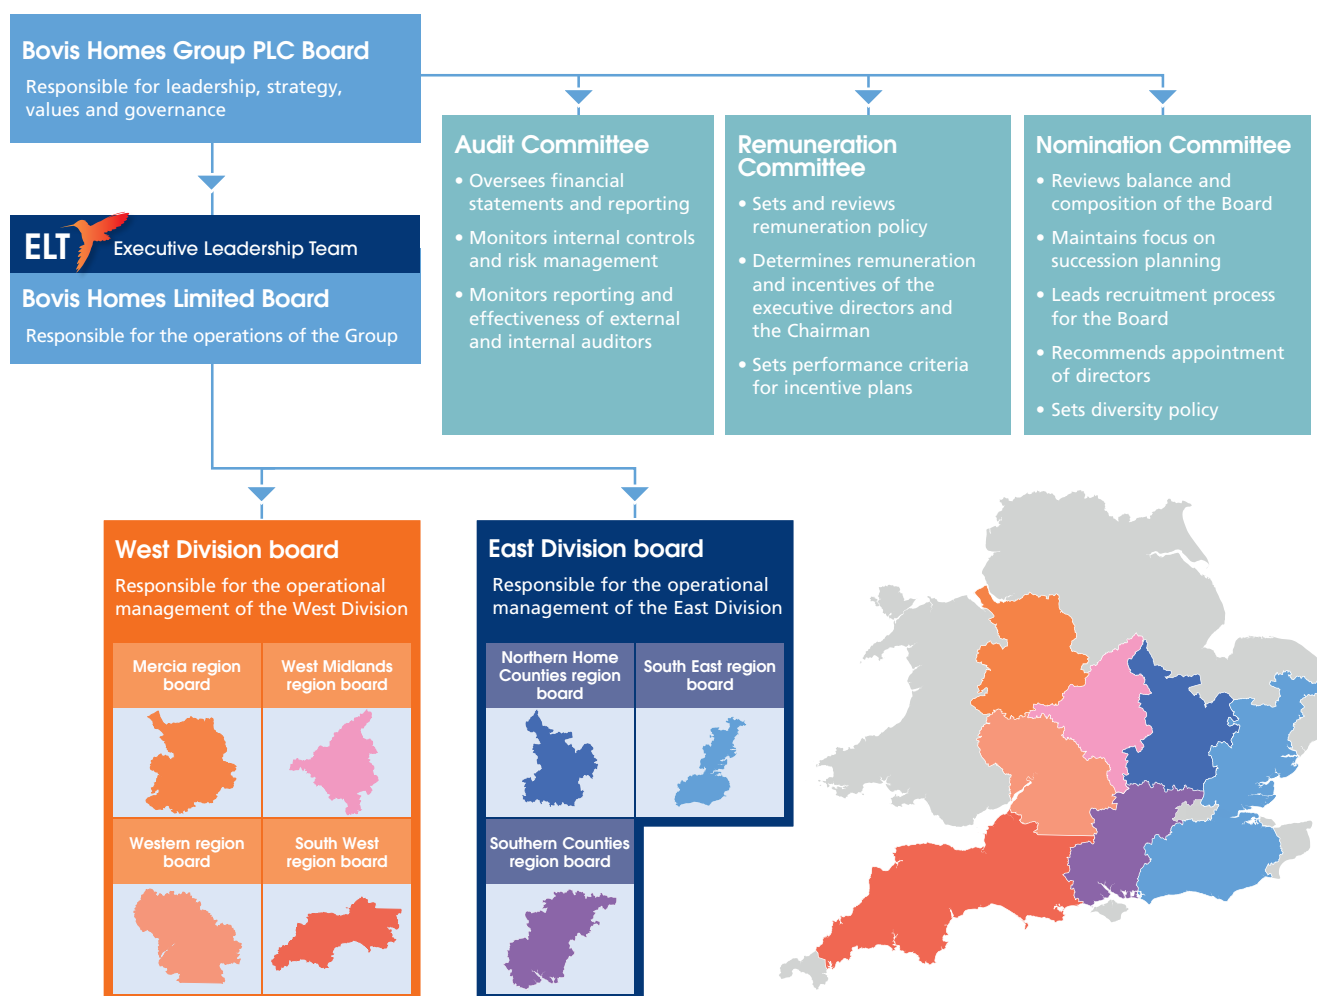 Bovis Homes Group PLC Board
Responsible for leadership, strategy,
values and governance
ELT
Executive Leadership Team
Bovis Homes Limited Board
Responsible for the operations of the Group
Audit Committee
• Oversees financial
statements and reporting
• Monitors internal controls
and risk management
• Monitors reporting and
effectiveness of external
and internal auditors
Remuneration
Committee
• Sets and reviews
remuneration policy
• Determines remuneration
and incentives of the
executive directors and
the Chairman
• Sets performance criteria
for incentive plans
Nomination Committee
• Reviews balance and
composition of the Board
• Maintains focus on
succession planning
• Leads recruitment process
for the Board
• Recommends appointment
of directors
• Sets diversity policy
West Division board
Responsible for the operational
management of the West Division
Mercia region
board
West Midlands
region board
Western region
board
South West
region board
East Division board
Responsible for the operational
management of the East Division
Northern Home
Counties region
board
South East region
board
Southern Counties
region board